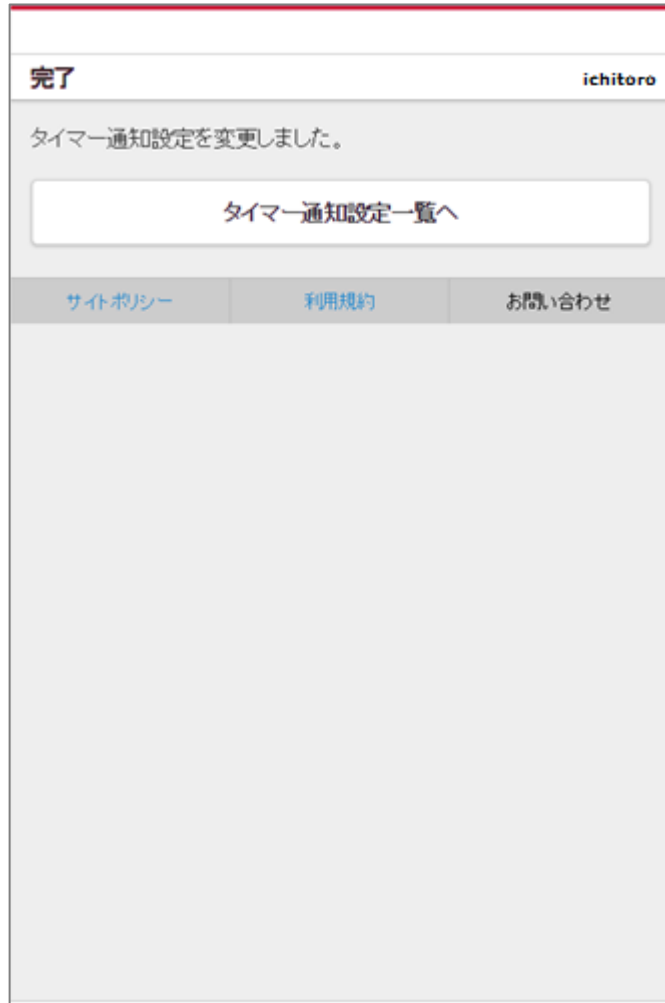 完了
ichitoro
タイマー通知設定を変更しました。
タイマー通知設定一覧へ
サイトポリシー
利用規約
お問い合わせ